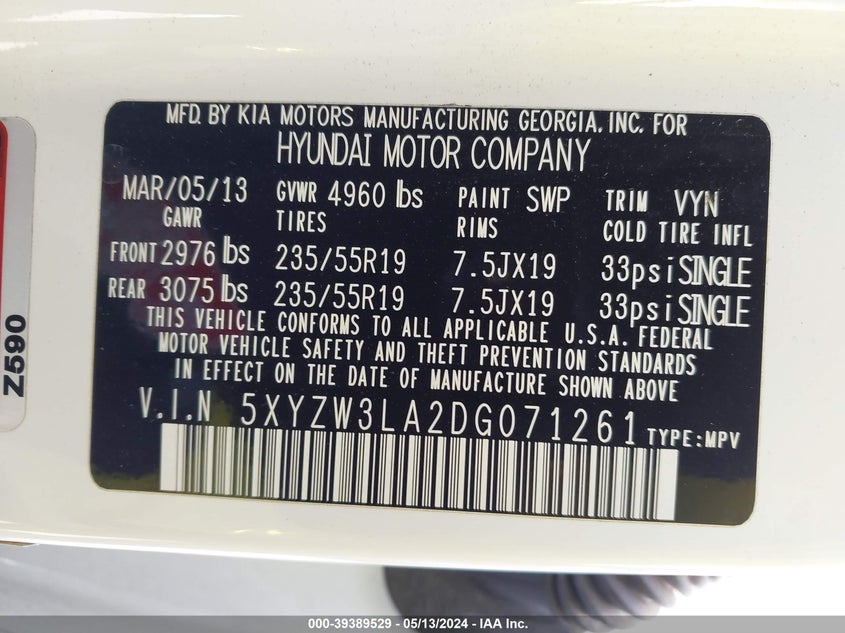 MFD. BY KIA MOTORS MANUFACTURING GEORGIA, INC. FOR
HYUNDAI MOTOR COMPANY
MAR/05/13 GVWR 4960 lbs PAINT SWP TRIM VYN
GAWR TIRES RIMS COLD TIRE INFL
FRONT 2976 lbs 235/55R19 7.5JX19 33psi SINGLE
REAR 3075 lbs 235/55R19 7.5JX19 33psi SINGLE
THIS VEHICLE CONFORMS TO ALL APPLICABLE U.S.A. FEDERAL
MOTOR VEHICLE SAFETY AND THEFT PREVENTION STANDARDS
IN EFFECT ON THE DATE OF MANUFACTURE SHOWN ABOVE
V.I.N 5XYZW3LA2DG071261 TYPE:MPV
Z590
000-39389529 - 05/13/2024 - IAA Inc.